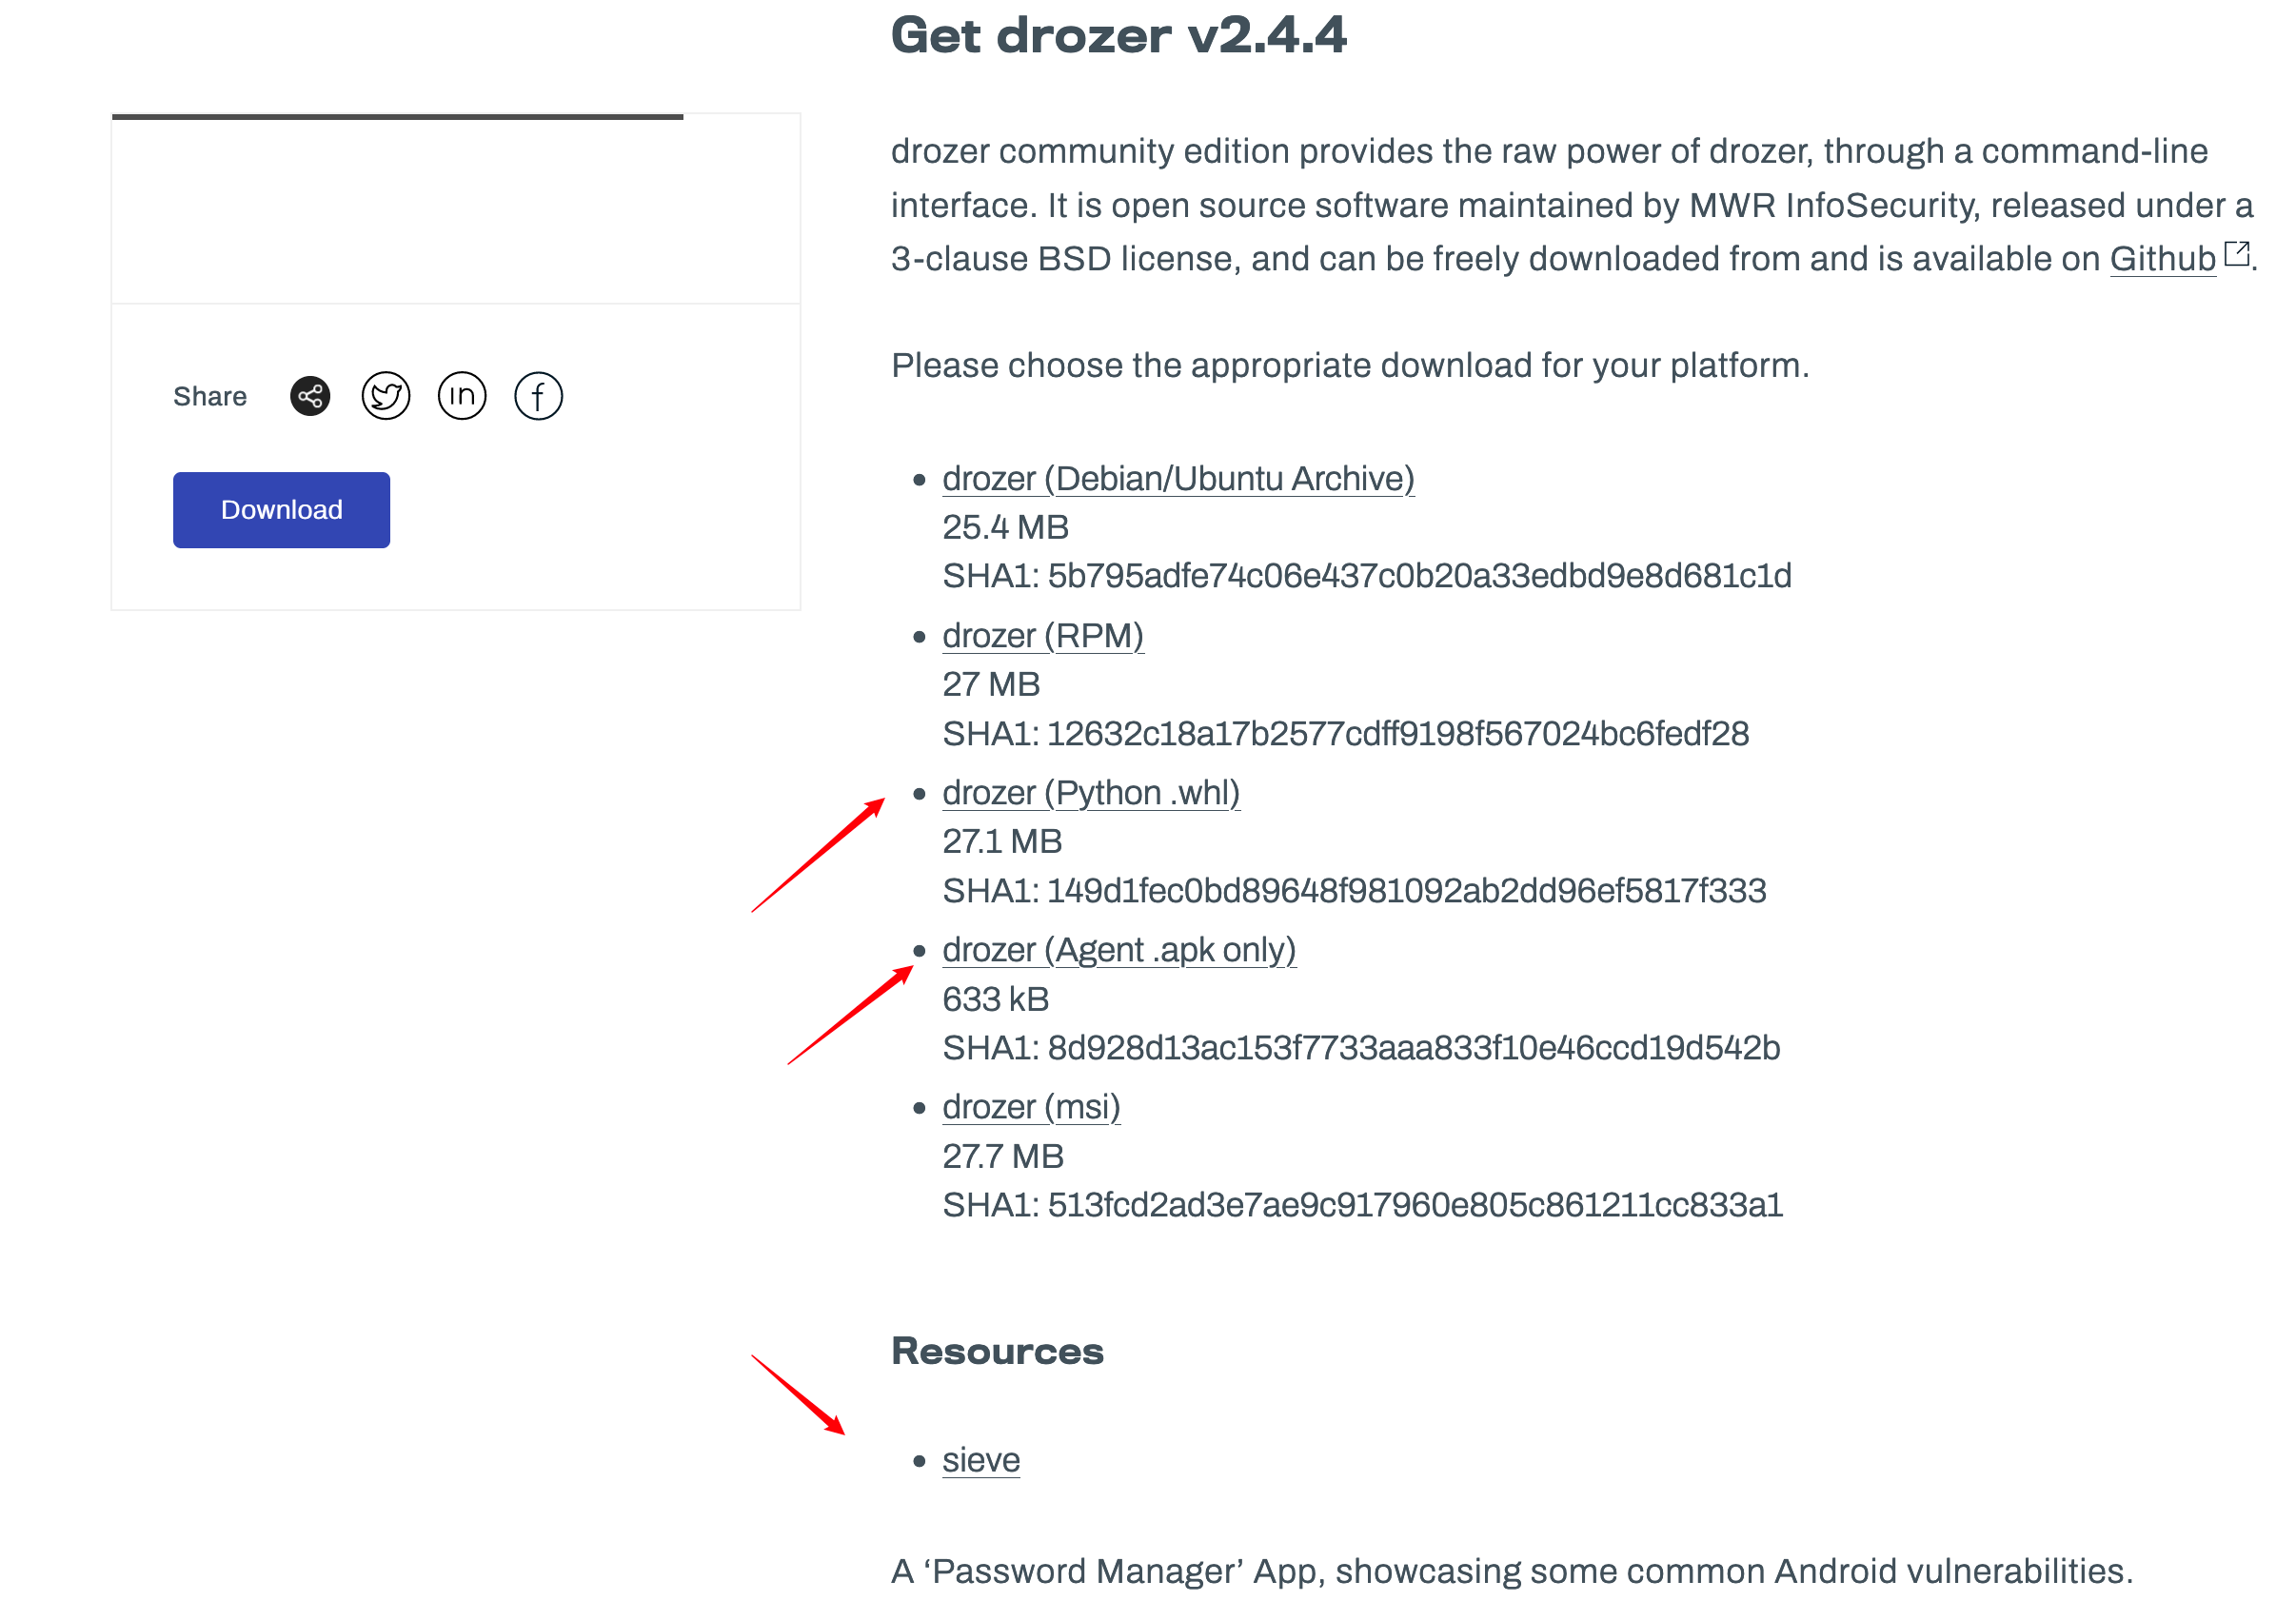 Get drozer v2.4.4
drozer community edition provides the raw power of drozer, through a command-line
interface. It is open source software maintained by MWR InfoSecurity, released under a
3-clause BSD license, and can be freely downloaded from and is available on Github.
Please choose the appropriate download for your platform.
Share
Download
drozer (Debian/Ubuntu Archive)
25.4 MB
SHA1: 5b795adfe74c06e437c0b20a33edbd9e8d681c1d
drozer (RPM)
27 MB
SHA1: 12632c18a17b2577cdff9198f567024bc6fedf28
drozer (Python .whl)
27.1 MB
SHA1: 149d1fec0bd89648f981092ab2dd96ef5817f333
drozer (Agent .apk only)
633 kB
SHA1: 8d928d13ac153f7733aaa833f10e46ccd19d542b
drozer (msi)
27.7 MB
SHA1: 513fcd2ad3e7ae9c917960e805c861211cc833a1
Resources
sieve
A ‘Password Manager’ App, showcasing some common Android vulnerabilities.